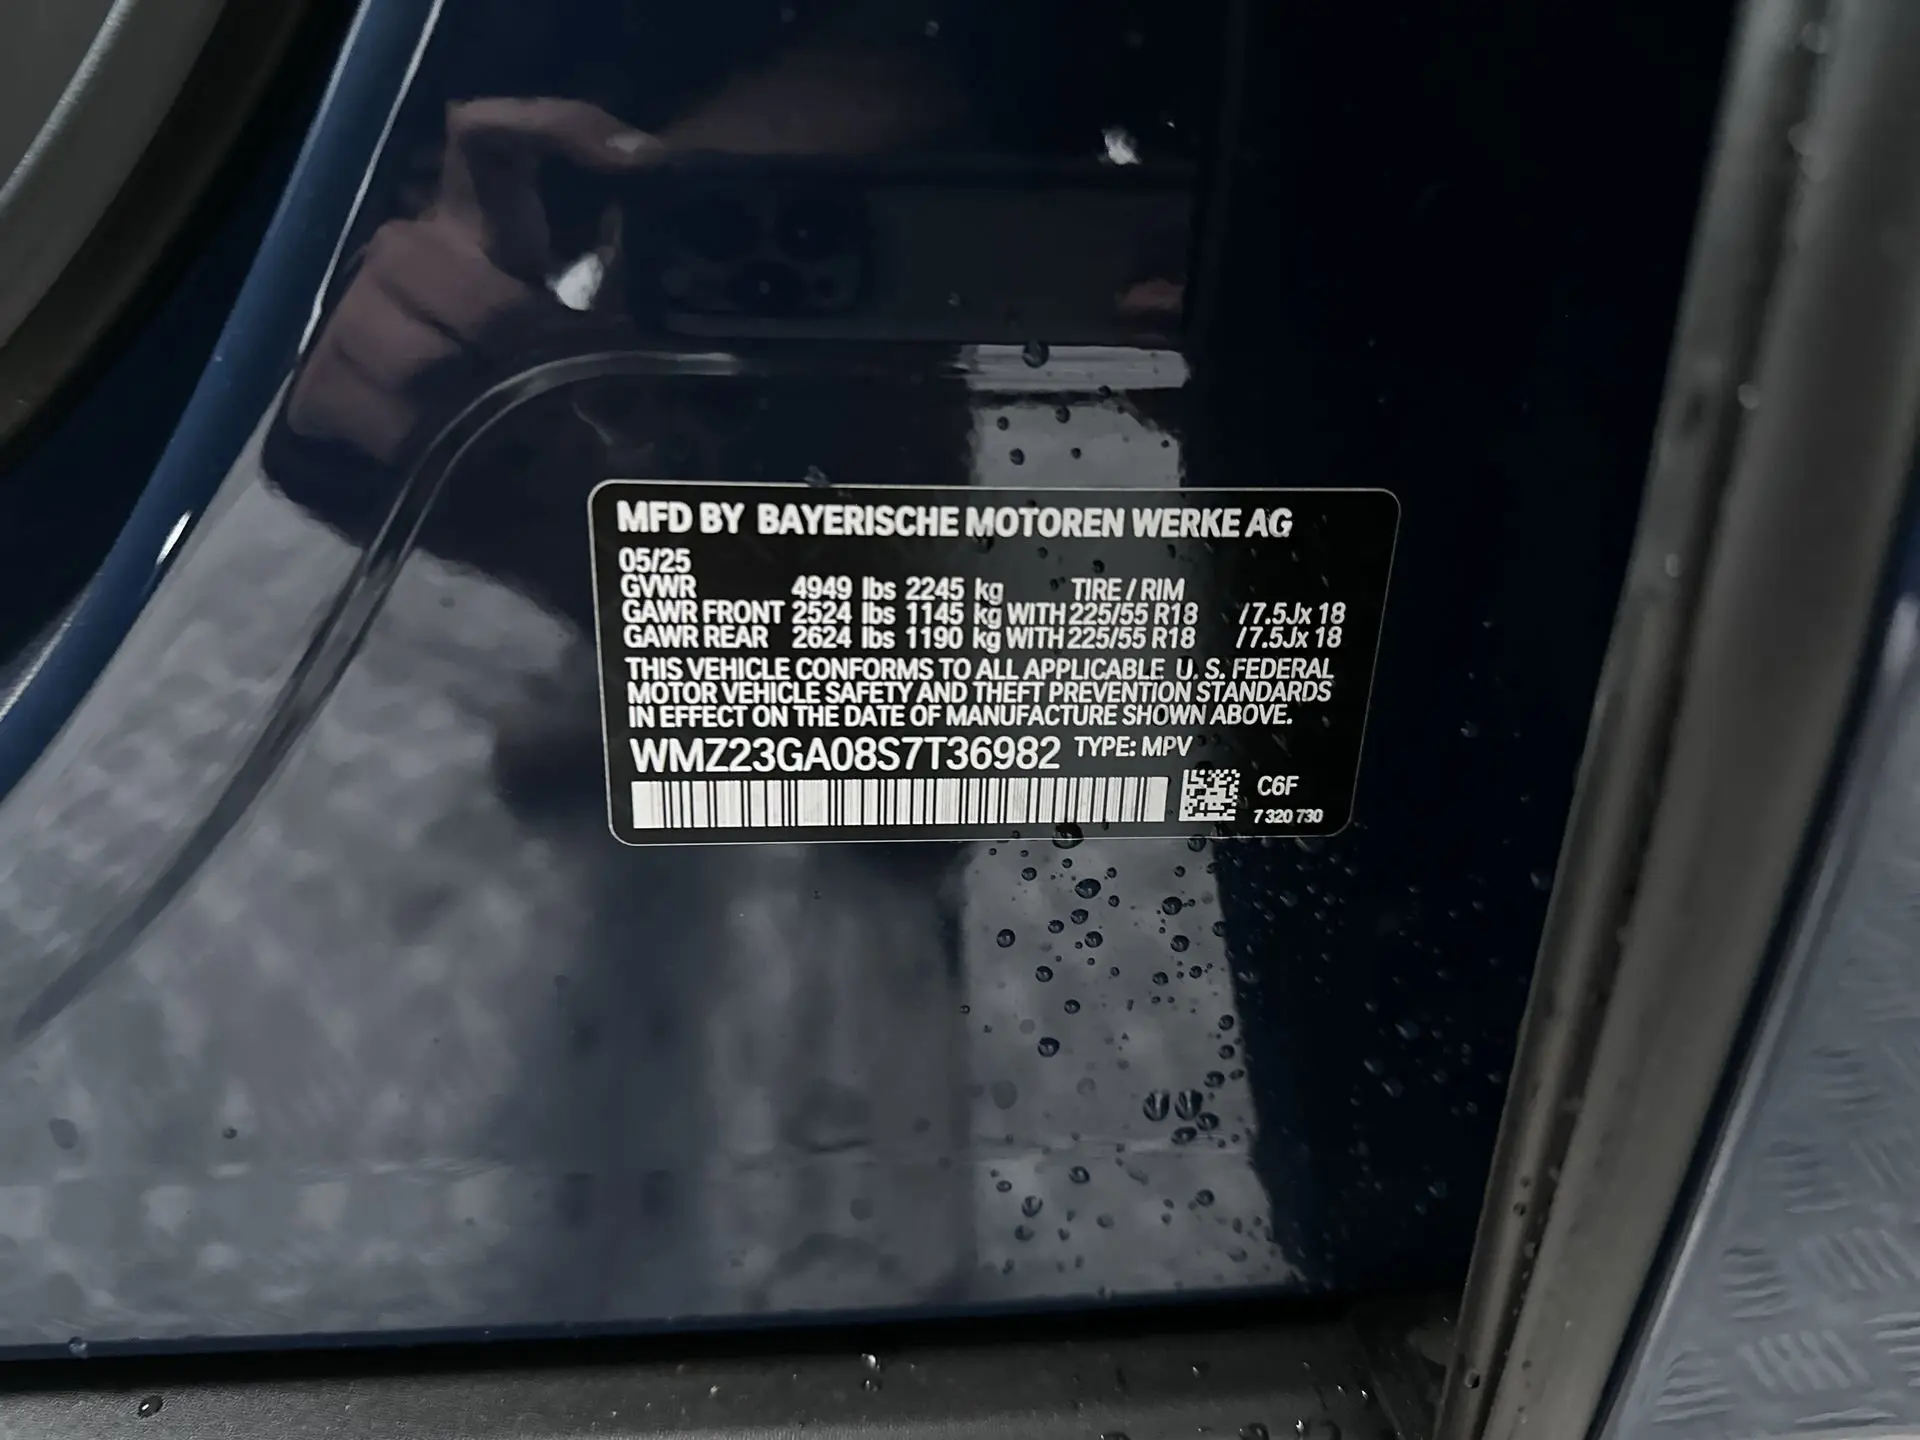 MFD BY BAYERISCHE MOTOREN WERKE AG
05/25
GVWR 4949 lbs 2245 kg TIRE / RIM
GAWR FRONT 2524 lbs 1145 kg WITH 225/55 R18 /7.5Jx 18
GAWR REAR 2624 lbs 1190 kg WITH 225/55 R18 /7.5Jx 18
THIS VEHICLE CONFORMS TO ALL APPLICABLE U. S. FEDERAL
MOTOR VEHICLE SAFETY AND THEFT PREVENTION STANDARDS
IN EFFECT ON THE DATE OF MANUFACTURE SHOWN ABOVE.
WMZ23GA08S7T36982 TYPE: MPV
C6F
7 320 730